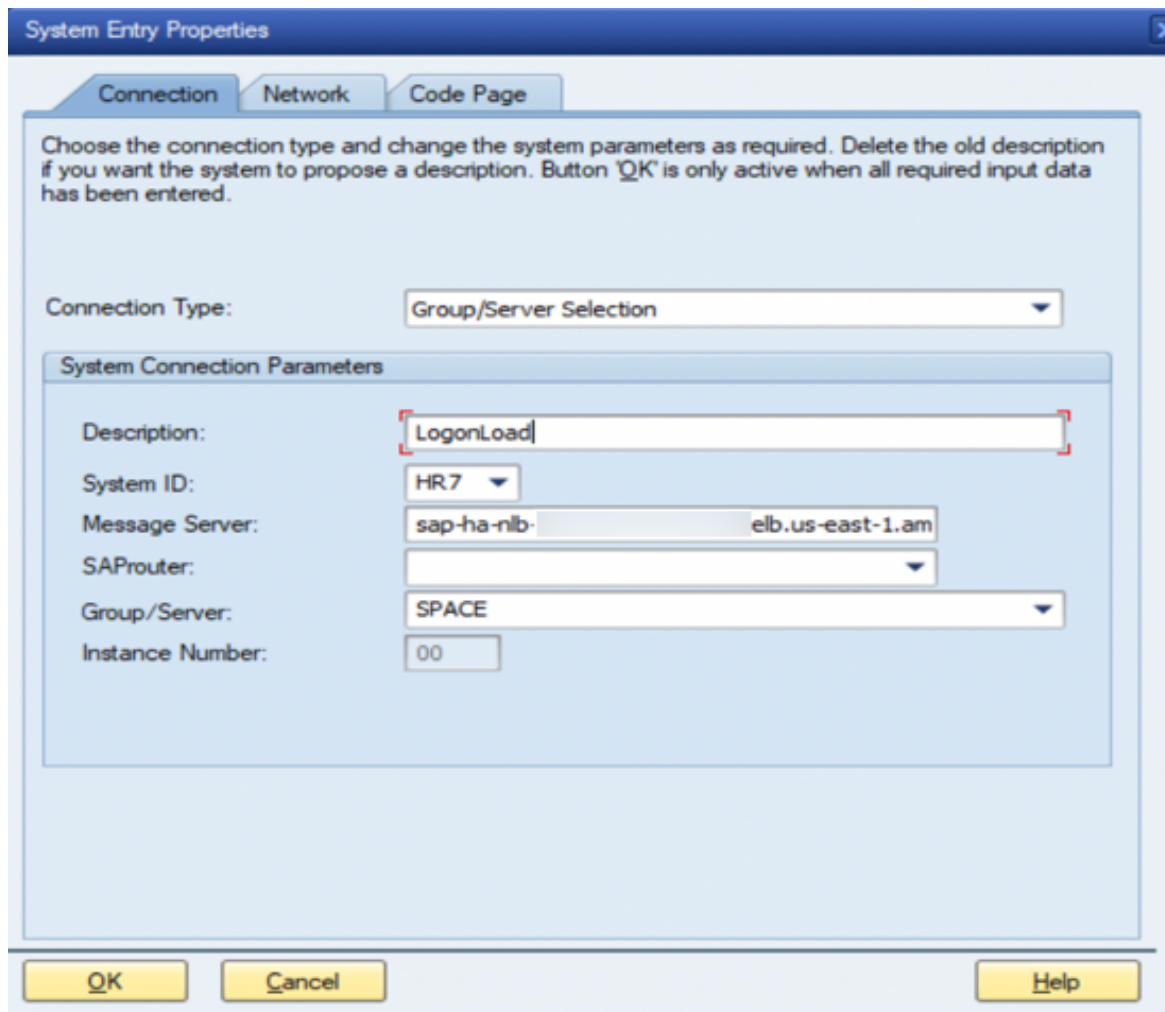 System Entry Properties
Connection
Network
Code Page
Choose the connection type and change the system parameters as required. Delete the old description
if you want the system to propose a description. Button 'OK' is only active when all required input data
has been entered.
Connection Type:
Group/Server Selection
System Connection Parameters
Description:
LogonLoad
System ID:
HR7
Message Server:
sap-ha-nlb- elb.us-east-1.am
SAProuter:
Group/Server:
SPACE
Instance Number:
00
OK
Cancel
Help